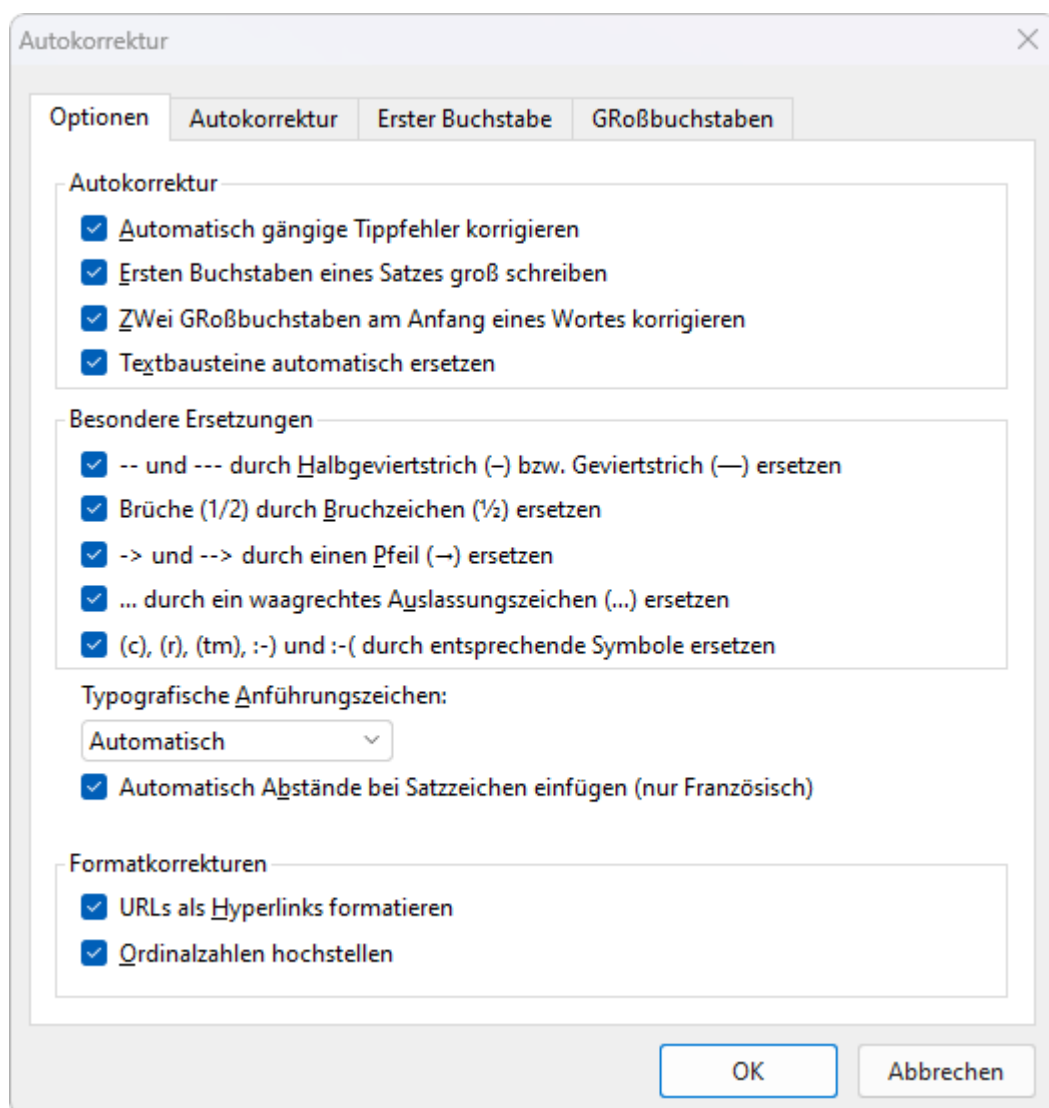 Autokorrektur
Optionen Autokorrektur Erster Buchstabe GRoßbuchstaben
Autokorrektur
Automatisch gängige Tippfehler korrigieren
Ersten Buchstaben eines Satzes groß schreiben
ZWei GRoßbuchstaben am Anfang eines Wortes korrigieren
Textbausteine automatisch ersetzen
Besondere Ersetzungen
-- und --- durch Halbgeviertstrich (–) bzw. Geviertstrich (—) ersetzen
Brüche (1/2) durch Bruchzeichen (½) ersetzen
-> und --> durch einen Pfeil (→) ersetzen
... durch ein waagrechtes Auslassungszeichen (…) ersetzen
(c), (r), (tm), :-) und :-( durch entsprechende Symbole ersetzen
Typografische Anführungszeichen:
Automatisch
Automatisch Abstände bei Satzzeichen einfügen (nur Französisch)
Formatkorrekturen
URLs als Hyperlinks formatieren
Ordinalzahlen hochstellen
OK Abbrechen